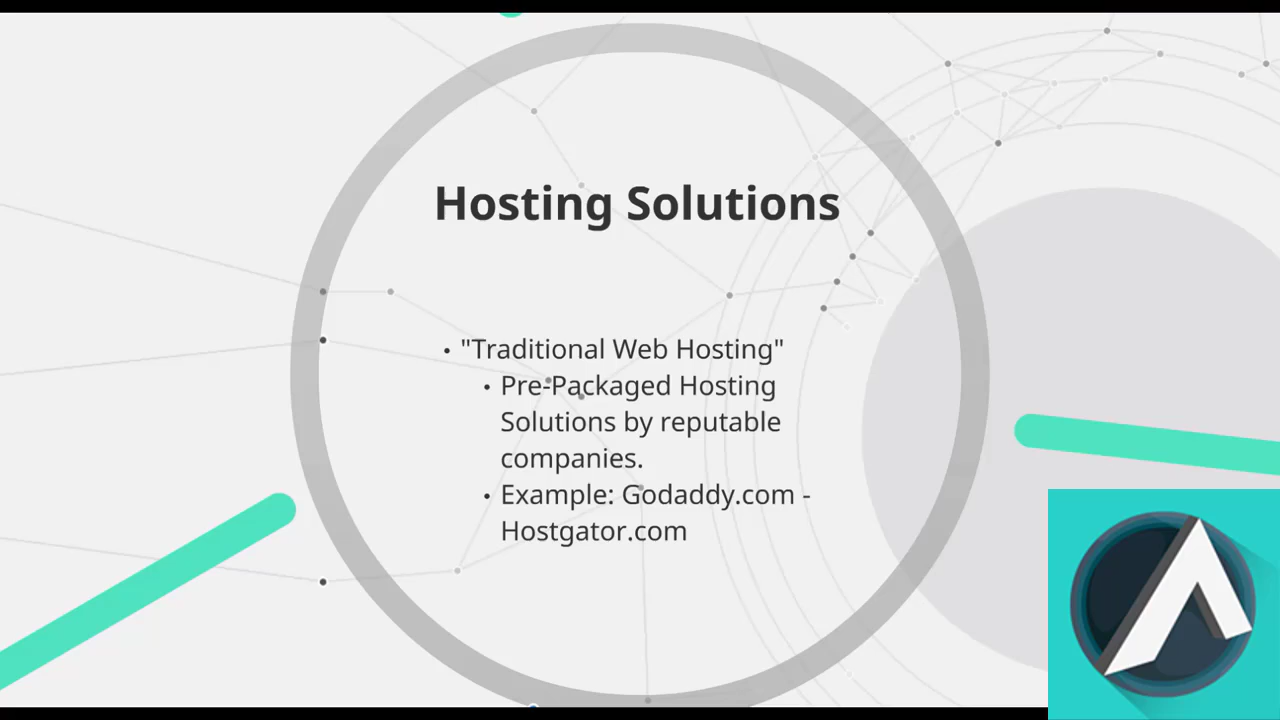 Hosting Solutions
• "Traditional Web Hosting"
• Pre-Packaged Hosting
Solutions by reputable
companies.
• Example: Godaddy.com -
Hostgator.com